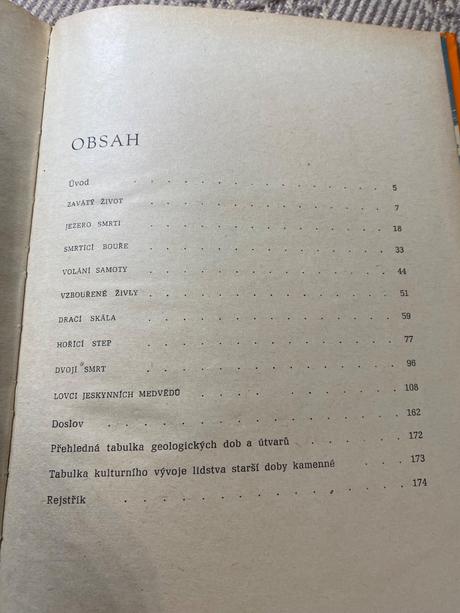 OBSAH
Úvod . . . . . . . . . . . . . 5
ZAVÁTÝ ŽIVOT . . . . . . . . . . . . 7
JEZERO SMRTI . . . . . . . . . . . . 18
SMRTÍCÍ BOUŘE . . . . . . . . . . . . 33
VOLÁNÍ SAMOTY . . . . . . . . . . . . 44
VZBOUŘENÉ ŽIVLY . . . . . . . . . . . . 51
DRAČÍ SKÁLA . . . . . . . . . . . . 59
HOŘÍCÍ STEP . . . . . . . . . . . . 77
DVOJÍ SMRT . . . . . . . . . . . . 96
LOVCI JESKYNNÍCH MEDVĚDŮ . . . . . . . . . 108
Doslov . . . . . . . . . . . . . 162
Přehledná tabulka geologických dob a útvarů . . . . . 172
Tabulka kulturního vývoje lidstva starší doby kamenné . . . 173
Rejstřík . . . . . . . . . . . . . 174